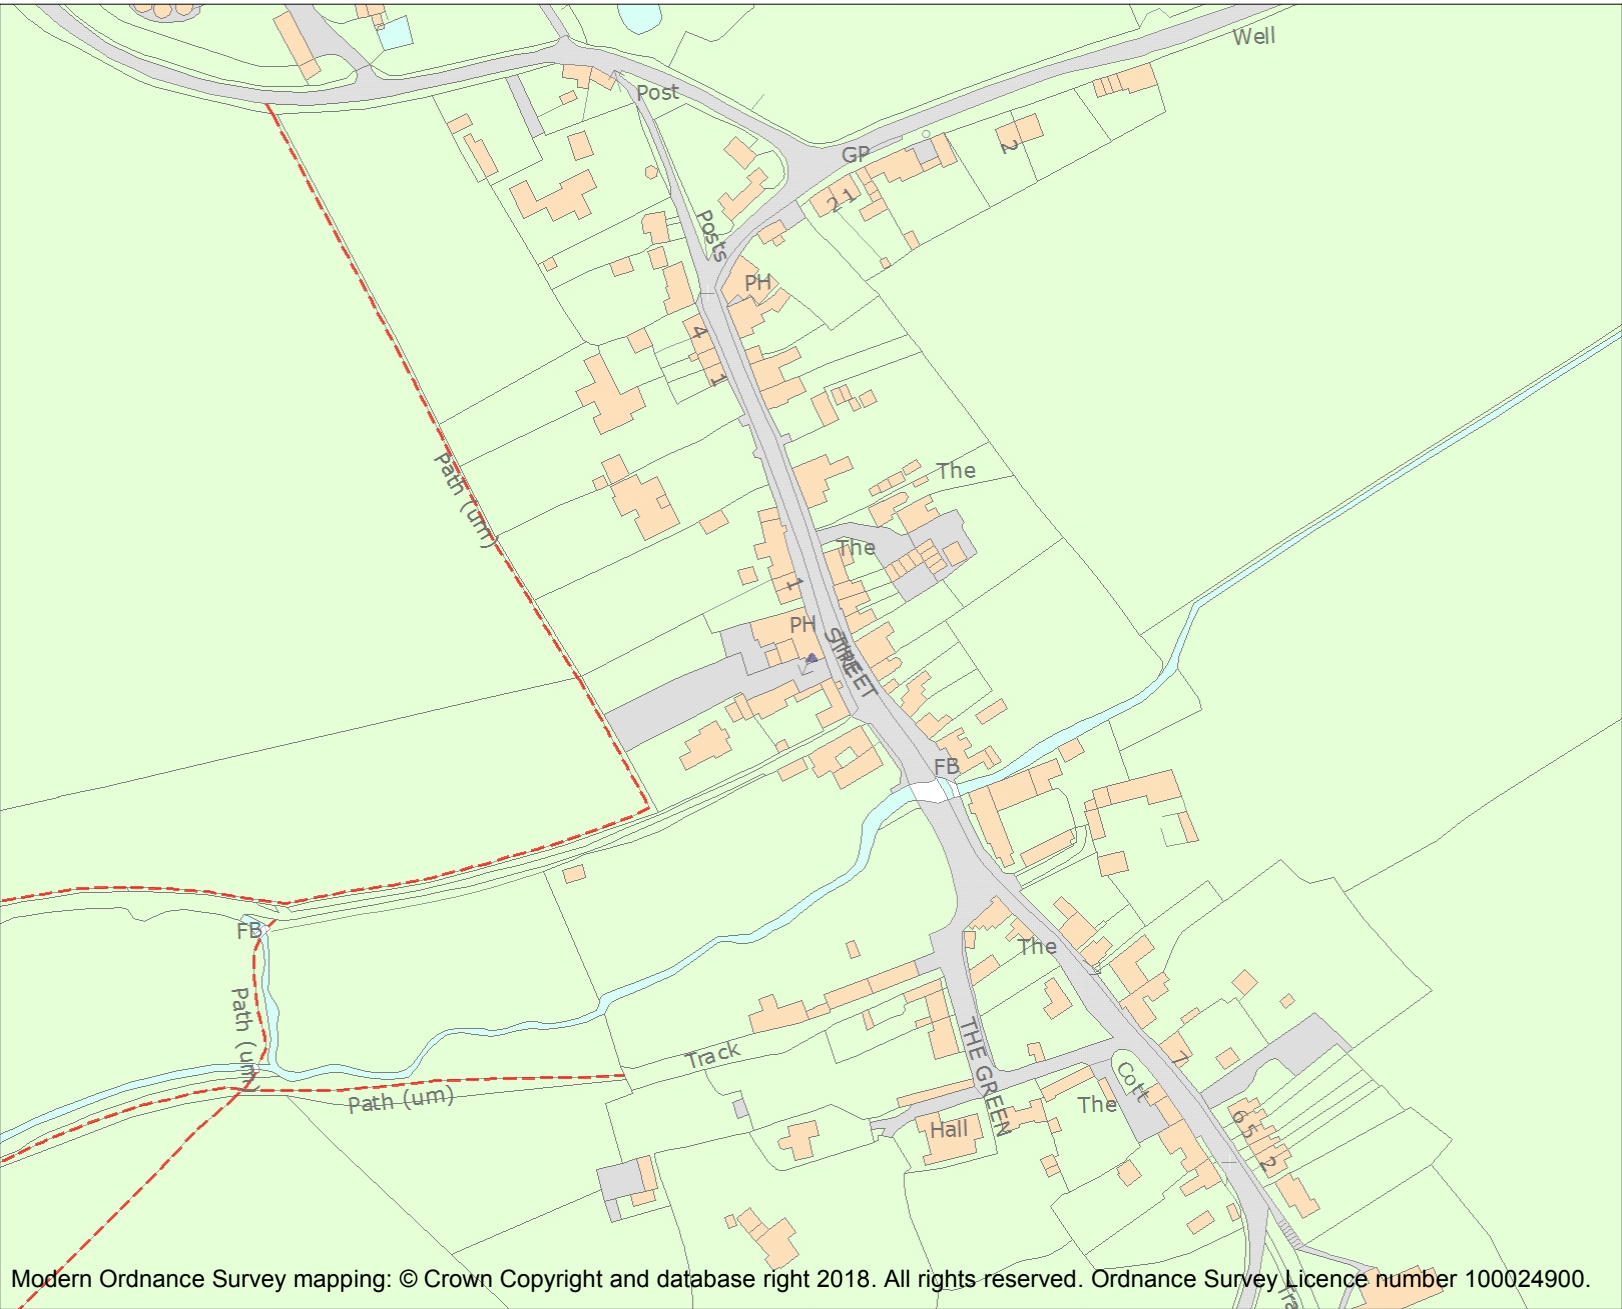 Well
Post
GP
2
2 1
Posts
PH
4
1
Path (um)
The
The
1
PH
THE
STREET
FB
FB
The
Path (um)
Track
THE GREEN
7
Cott
Path (um)
The
Hall
6 5
2
Tra
Modern Ordnance Survey mapping: © Crown Copyright and database right 2018. All rights reserved. Ordnance Survey Licence number 100024900.